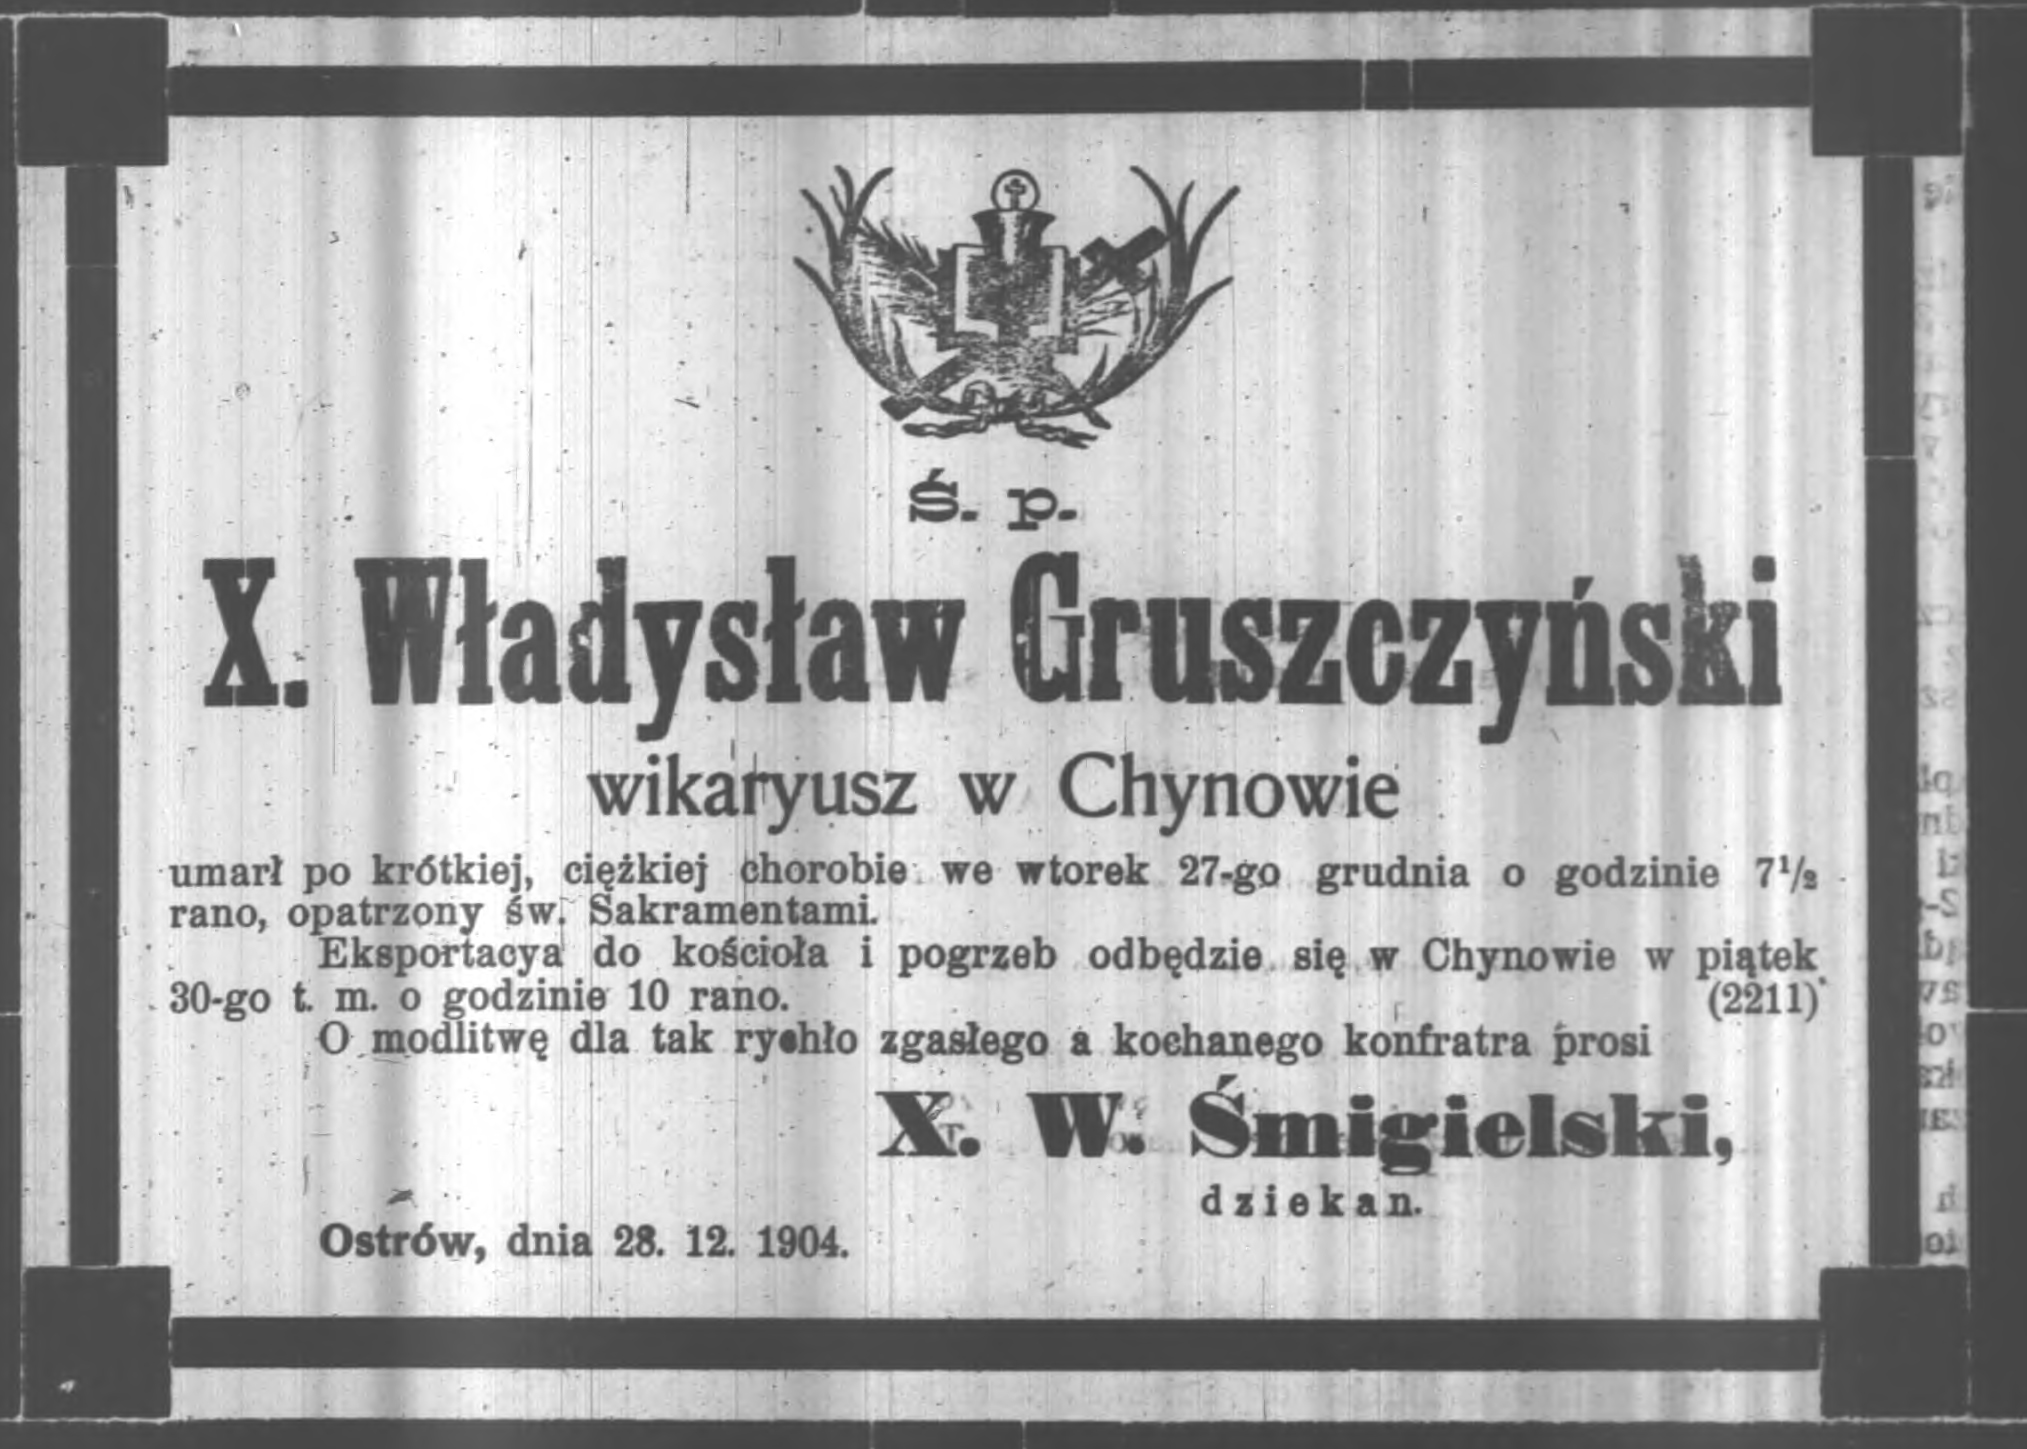 Ś. p.
X. Władysław Gruszczyński
wikaryusz w Chynowie
umarł po krótkiej, ciężkiej chorobie we wtorek 27-go grudnia o godzinie 7½
rano, opatrzony św. Sakramentami.
Eksportacya do kościoła i pogrzeb odbędzie się w Chynowie w piątek
30-go t. m. o godzinie 10 rano. (2211)
O modlitwę dla tak rychło zgasłego a kochanego konfratra prosi
X. W. Śmigielski,
dziekan.
Ostrów, dnia 28. 12. 1904.